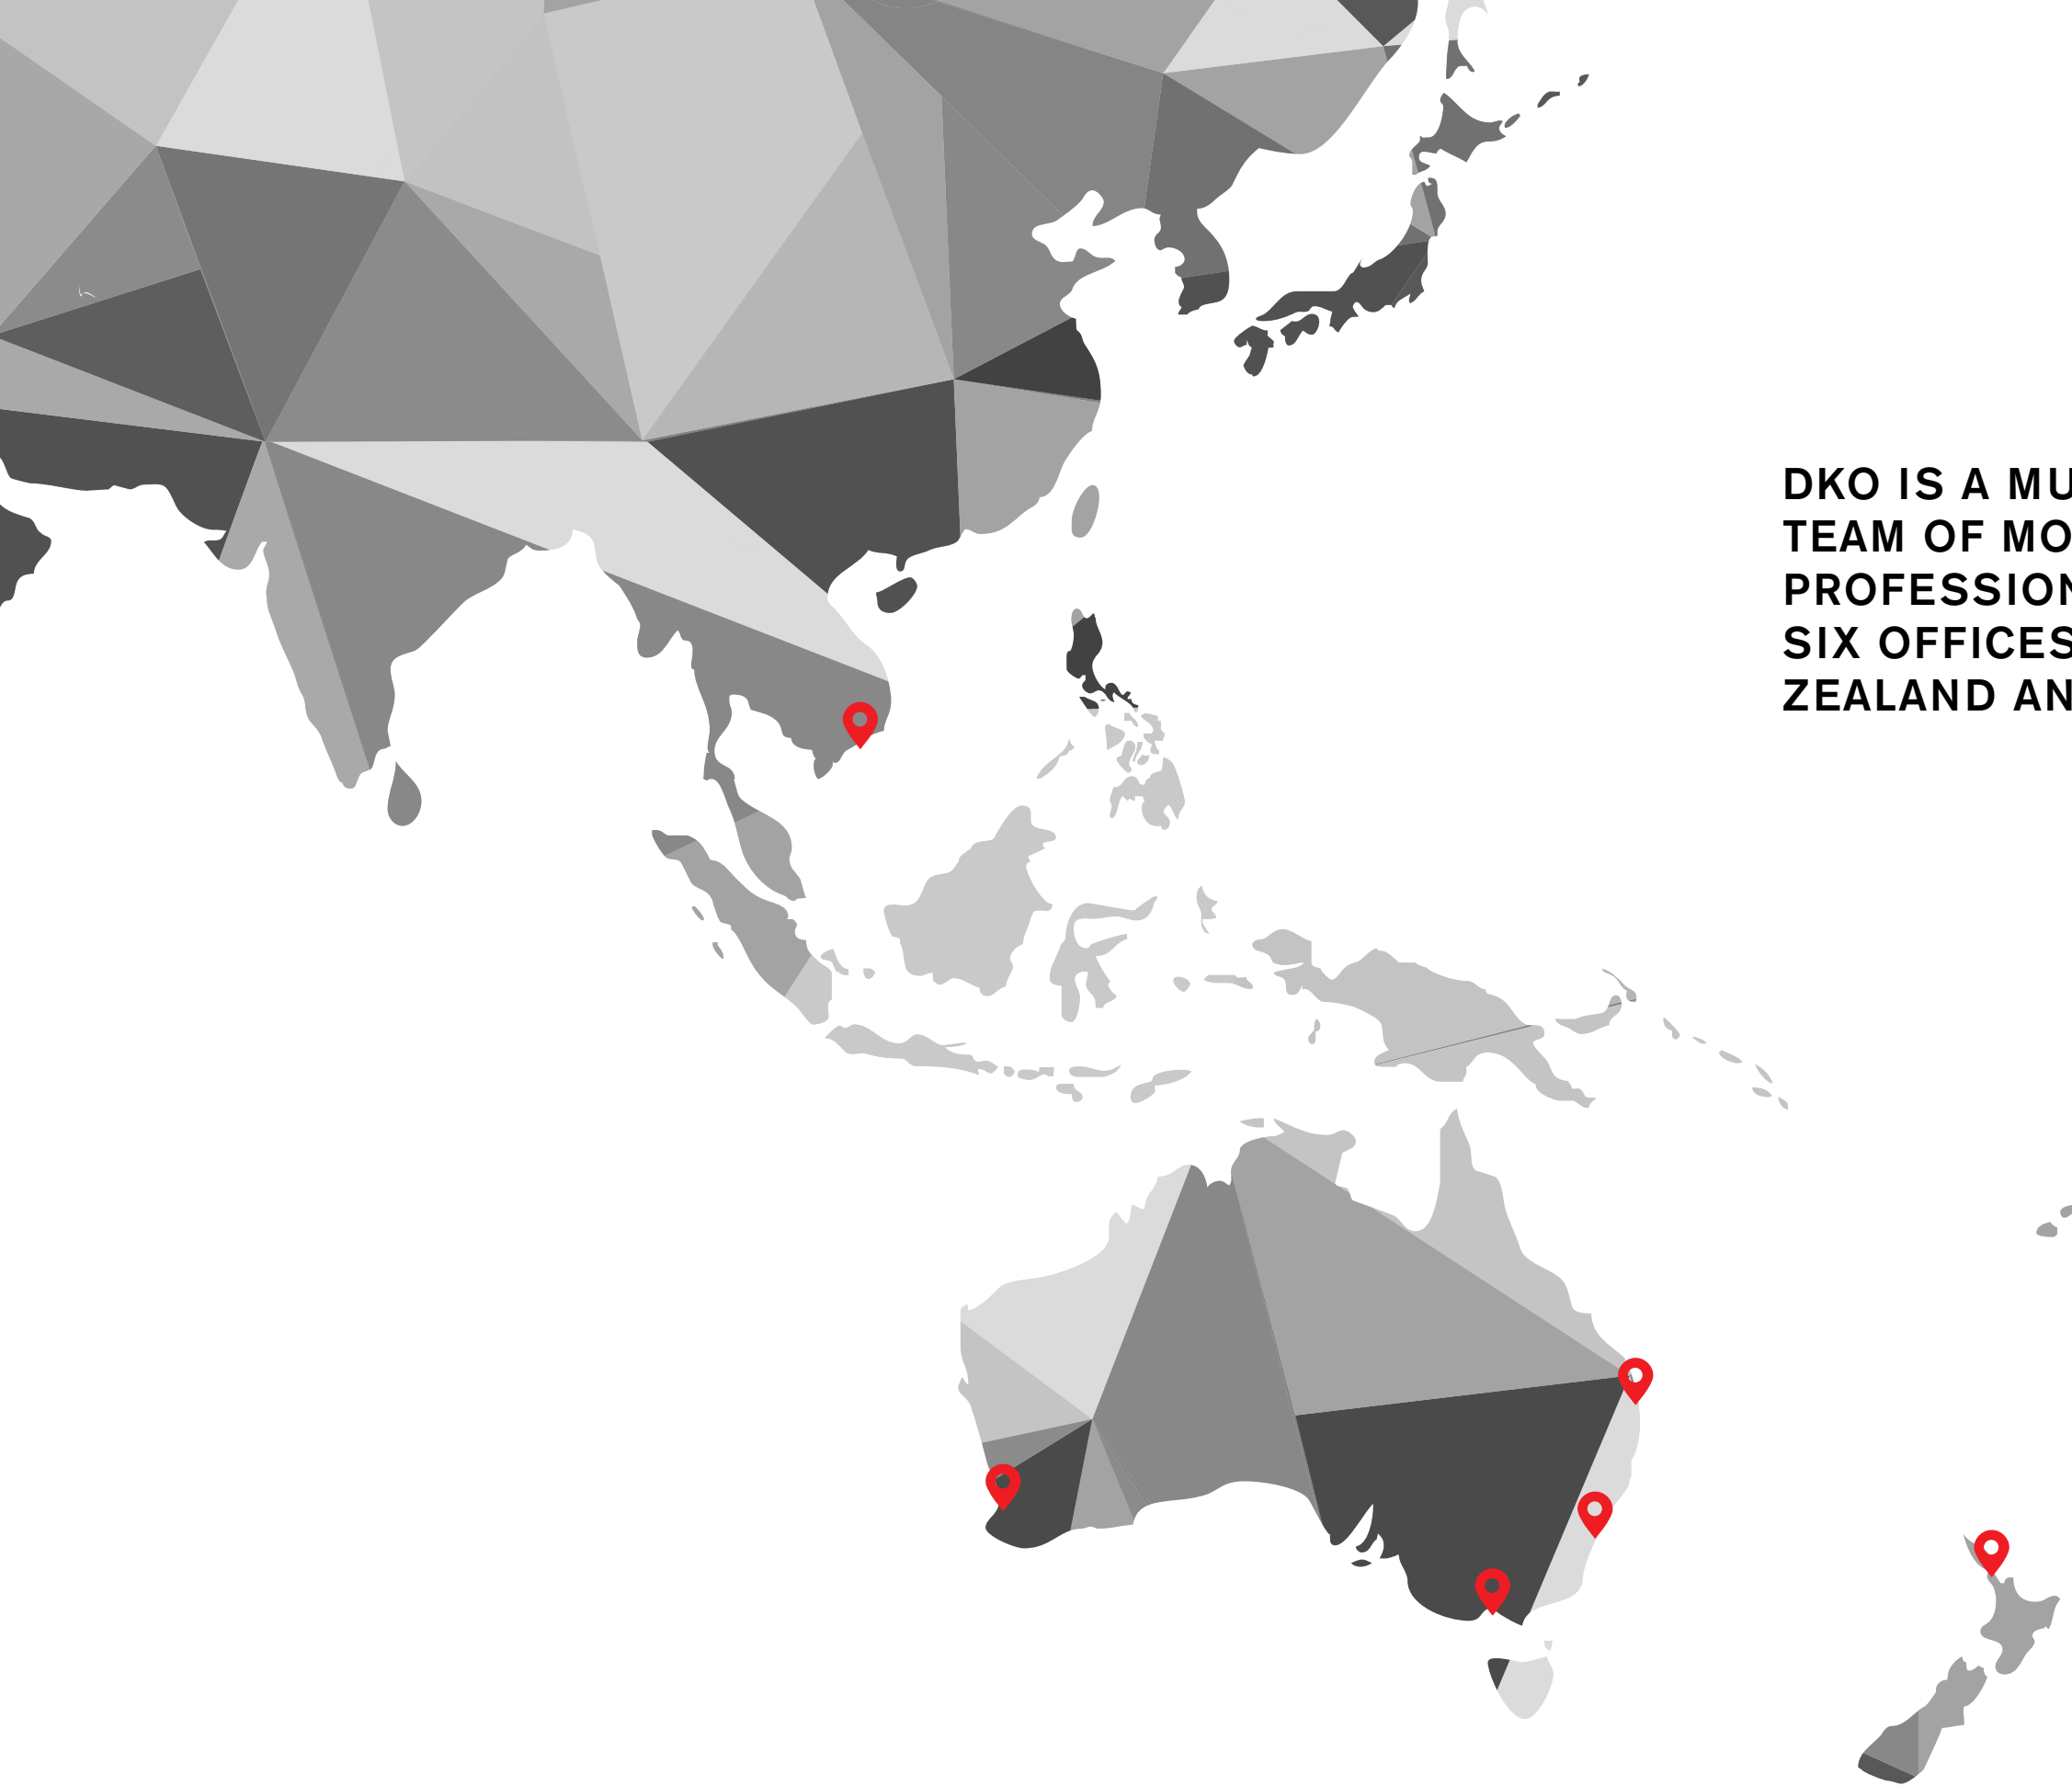 DKO IS A MU
TEAM OF MO
PROFESSION
SIX OFFICES
ZEALAND AN